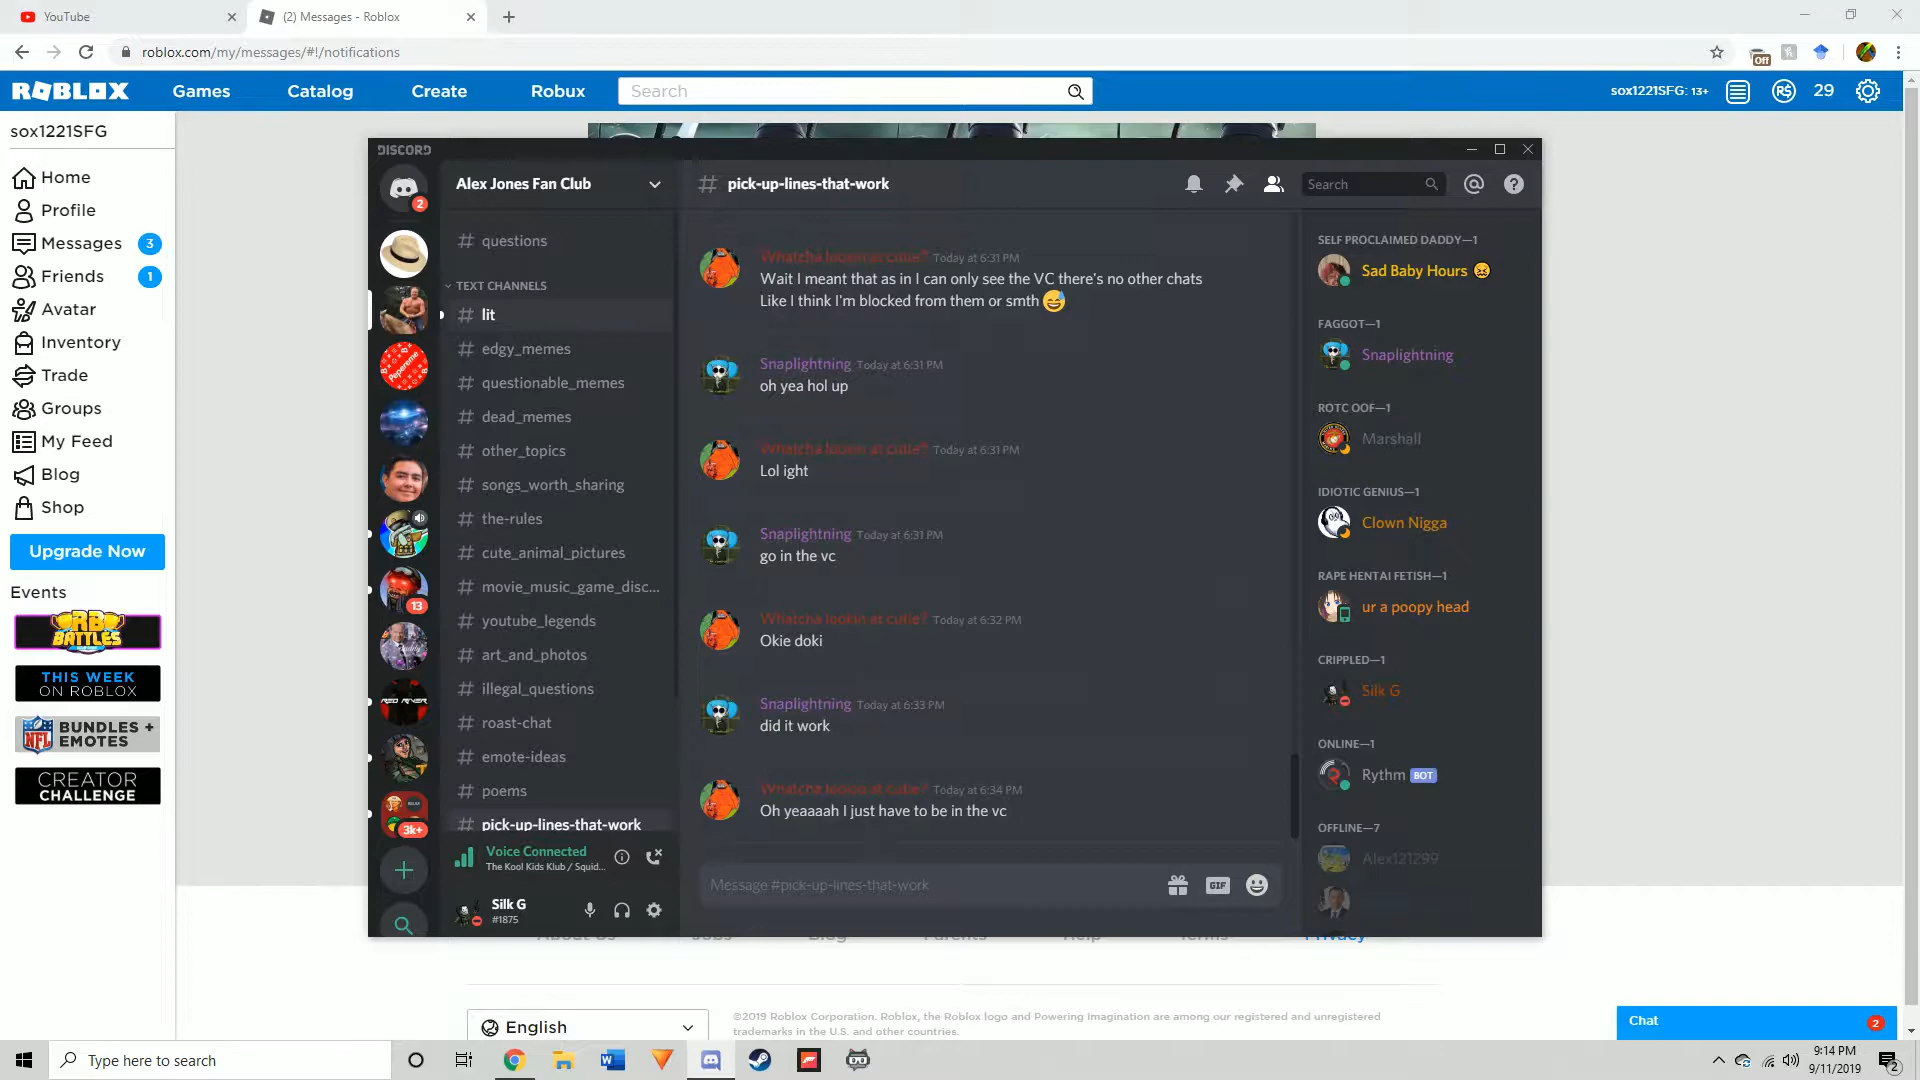 YouTube
(2) Messages - Roblox
roblox.com/my/messages/#!/notifications
Off
ROBLOX
Games
Catalog
Create
Robux
Search
sox1221SFG: 13+
R$
29
sox1221SFG
Home
Profile
Messages
3
Friends
1
Avatar
Inventory
Trade
Groups
My Feed
Blog
Shop
Upgrade Now
Events
RB BATTLES
THIS WEEK
ON ROBLOX
NFL
BUNDLES +
EMOTES
CREATOR
CHALLENGE
DISCORD
2
Pepereme
13
RED RIVER
3k+
Alex Jones Fan Club
# questions
TEXT CHANNELS
# lit
# edgy_memes
# questionable_memes
# dead_memes
# other_topics
# songs_worth_sharing
# the-rules
# cute_animal_pictures
# movie_music_game_disc...
# youtube_legends
# art_and_photos
# illegal_questions
# roast-chat
# emote-ideas
# poems
# pick-up-lines-that-work
Voice Connected
The Kool Kids Klub / Squid...
Silk G
#1875
# pick-up-lines-that-work
Search
Whatcha lookin at cutie? Today at 6:31 PM
Wait I meant that as in I can only see the VC there's no other chats
Like I think I'm blocked from them or smth 😅
Snaplightning Today at 6:31 PM
oh yea hol up
Whatcha lookin at cutie? Today at 6:31 PM
Lol ight
Snaplightning Today at 6:31 PM
go in the vc
Whatcha lookin at cutie? Today at 6:32 PM
Okie doki
Snaplightning Today at 6:33 PM
did it work
Whatcha lookin at cutie? Today at 6:34 PM
Oh yeaaaah I just have to be in the vc
Message #pick-up-lines-that-work
GIF
SELF PROCLAIMED DADDY—1
Sad Baby Hours 😖
FAGGOT—1
Snaplightning
ROTC OOF—1
Marshall
IDIOTIC GENIUS—1
Clown Nigga
RAPE HENTAI FETISH—1
ur a poopy head
CRIPPLED—1
Silk G
ONLINE—1
Rythm BOT
OFFLINE—7
Alex121299
About Us
Jobs
Blog
Parents
Help
Terms
Privacy
English
©2019 Roblox Corporation. Roblox, the Roblox logo and Powering Imagination are among our registered and unregistered
trademarks in the U.S. and other countries.
Chat
2
Type here to search
9:14 PM
9/11/2019
2